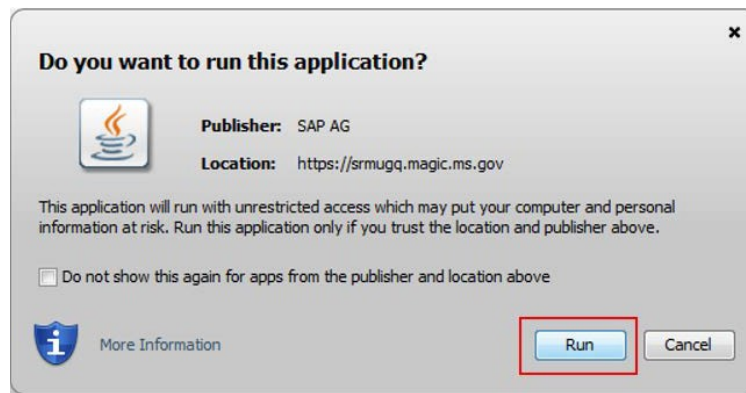 Do you want to run this application?
Publisher: SAP AG
Location: https://srmugq.magic.ms.gov
This application will run with unrestricted access which may put your computer and personal
information at risk. Run this application only if you trust the location and publisher above.
Do not show this again for apps from the publisher and location above
More Information
Run
Cancel